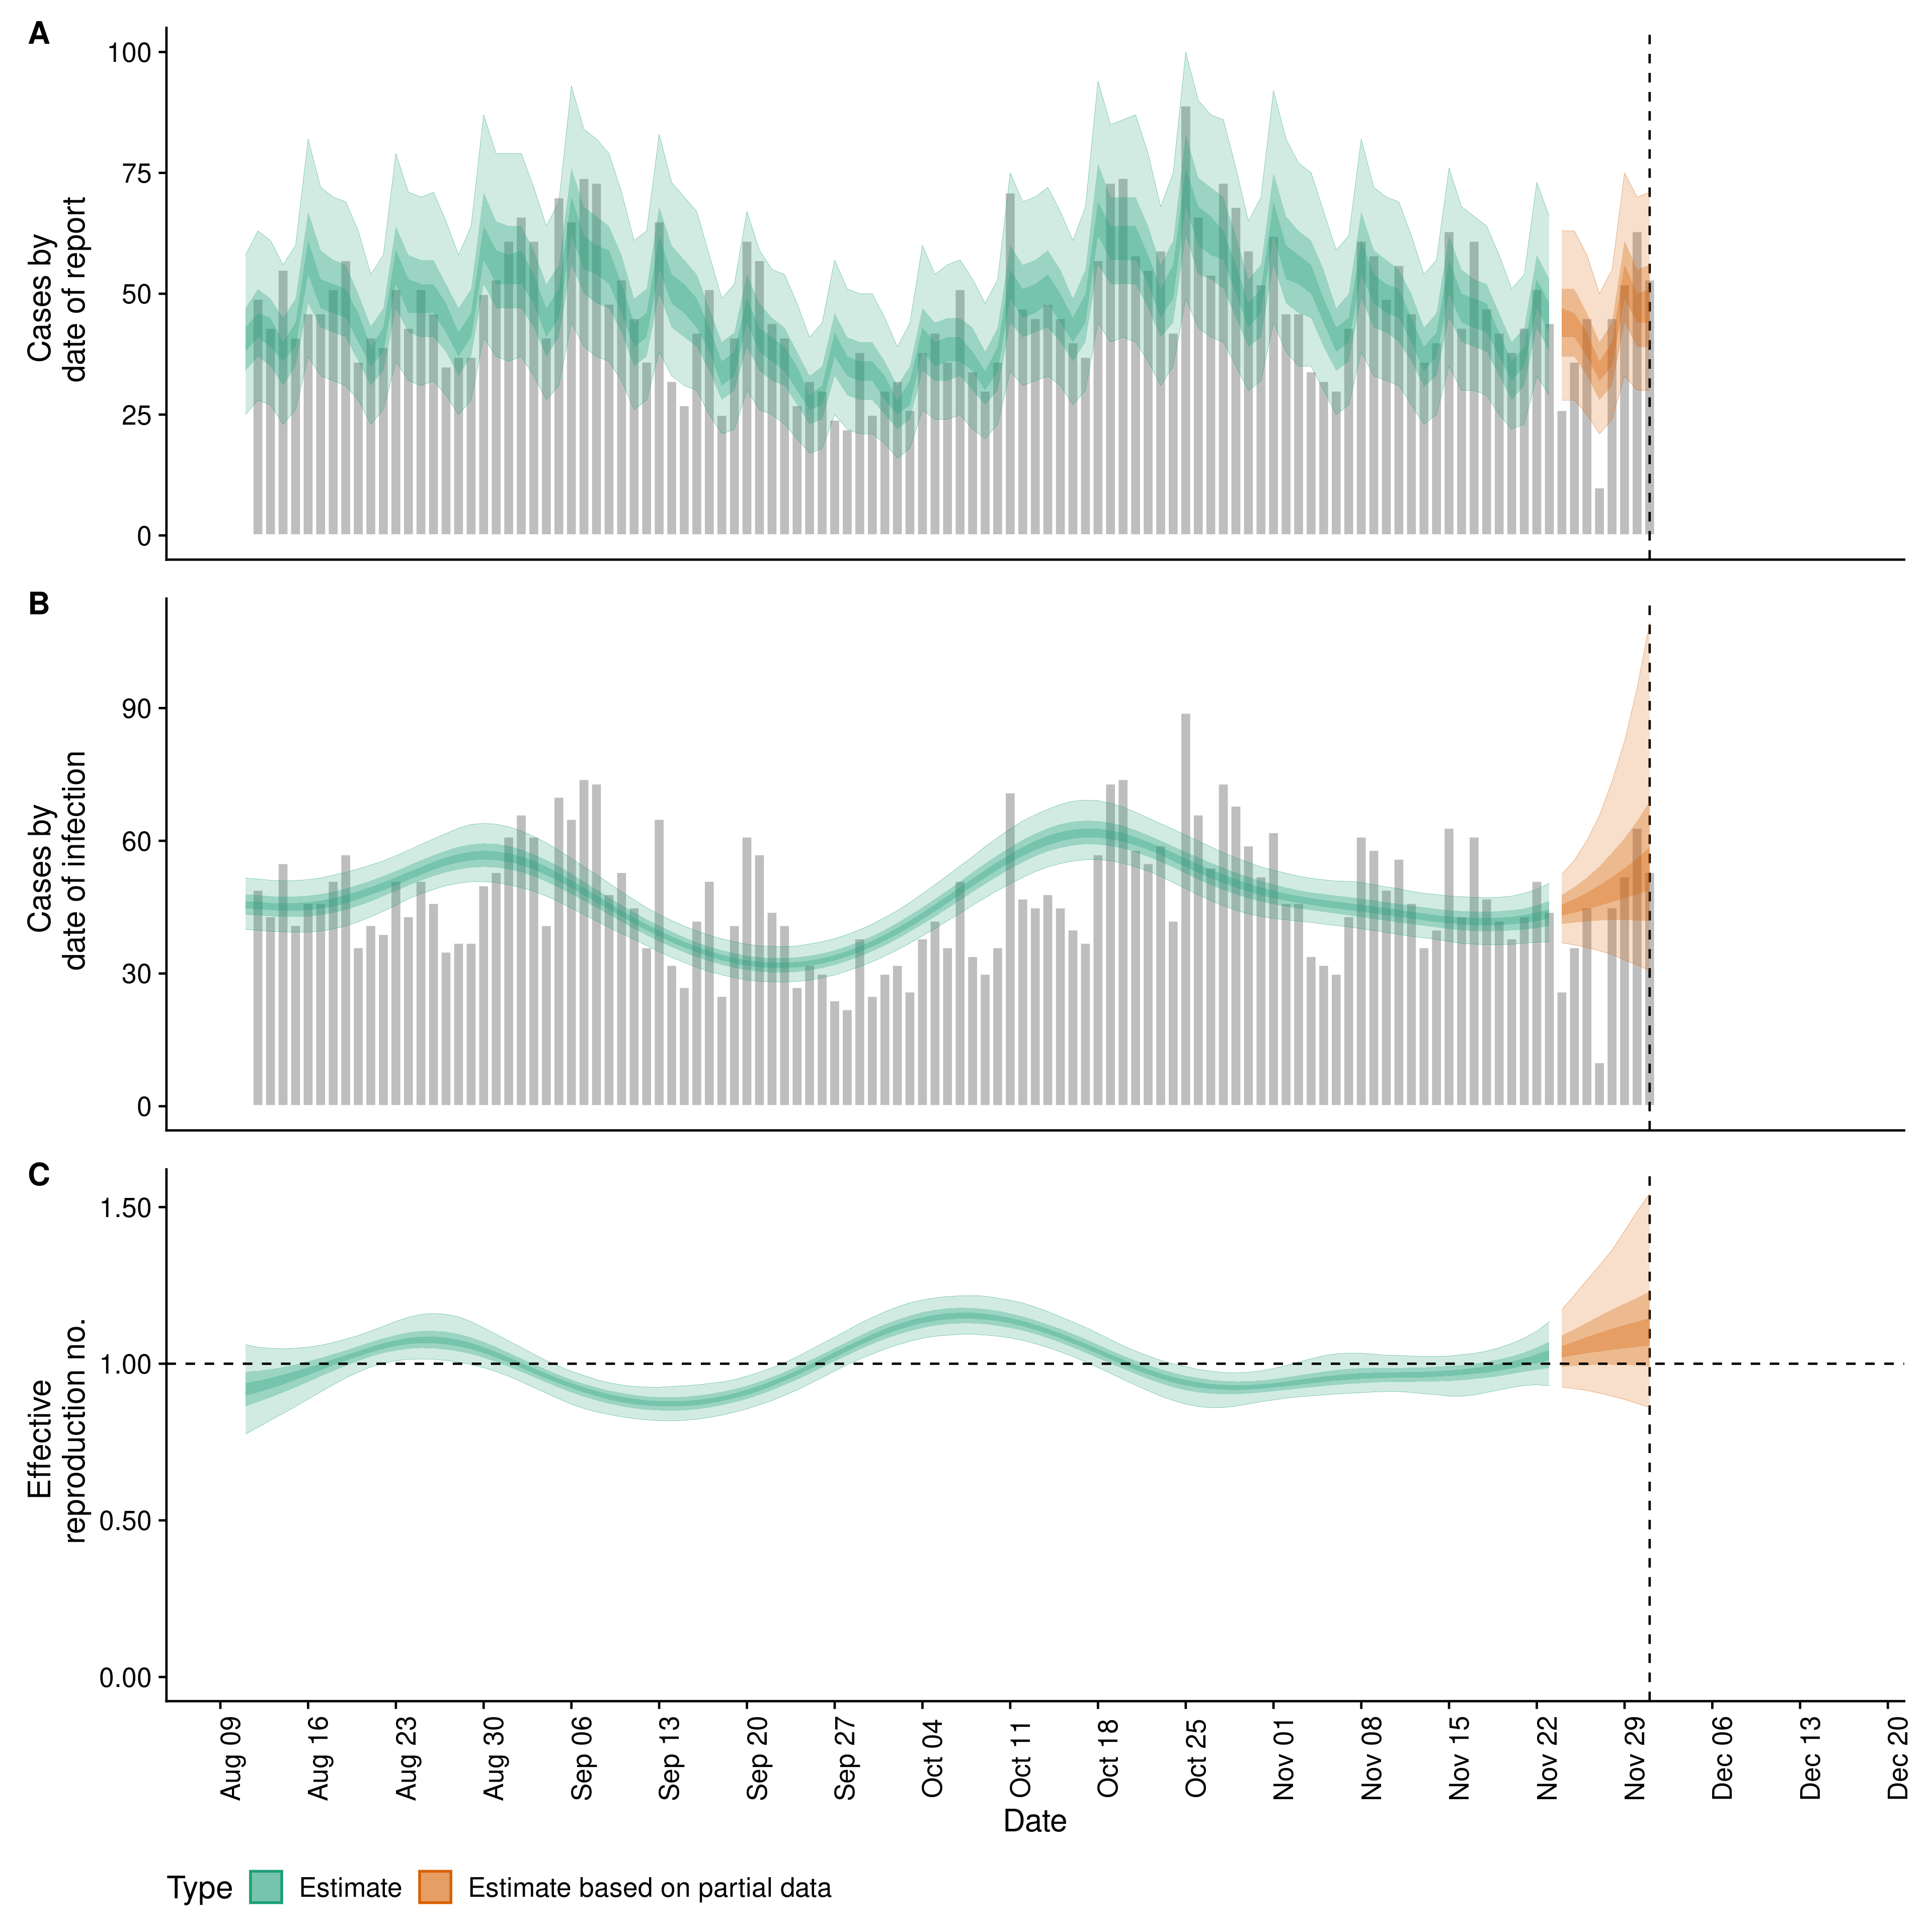 A
100
75
50
25
0
Cases by
date of report
B
90
60
30
0
Cases by
date of infection
C
1.50
1.00
0.50
0.00
Effective
reproduction no.
Aug 09
Aug 16
Aug 23
Aug 30
Sep 06
Sep 13
Sep 20
Sep 27
Oct 04
Oct 11
Oct 18
Oct 25
Nov 01
Nov 08
Nov 15
Nov 22
Nov 29
Dec 06
Dec 13
Dec 20
Date
Type Estimate Estimate based on partial data